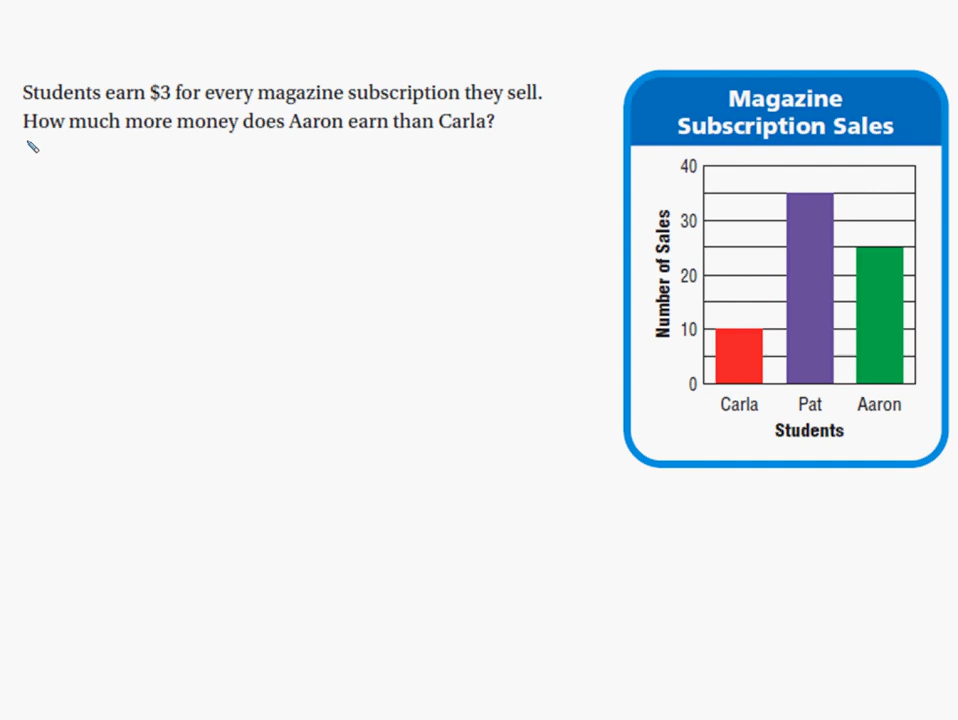 Students earn $3 for every magazine subscription they sell.
How much more money does Aaron earn than Carla?
Magazine
Subscription Sales
Number of Sales
40
30
20
10
0
Carla Pat Aaron
Students